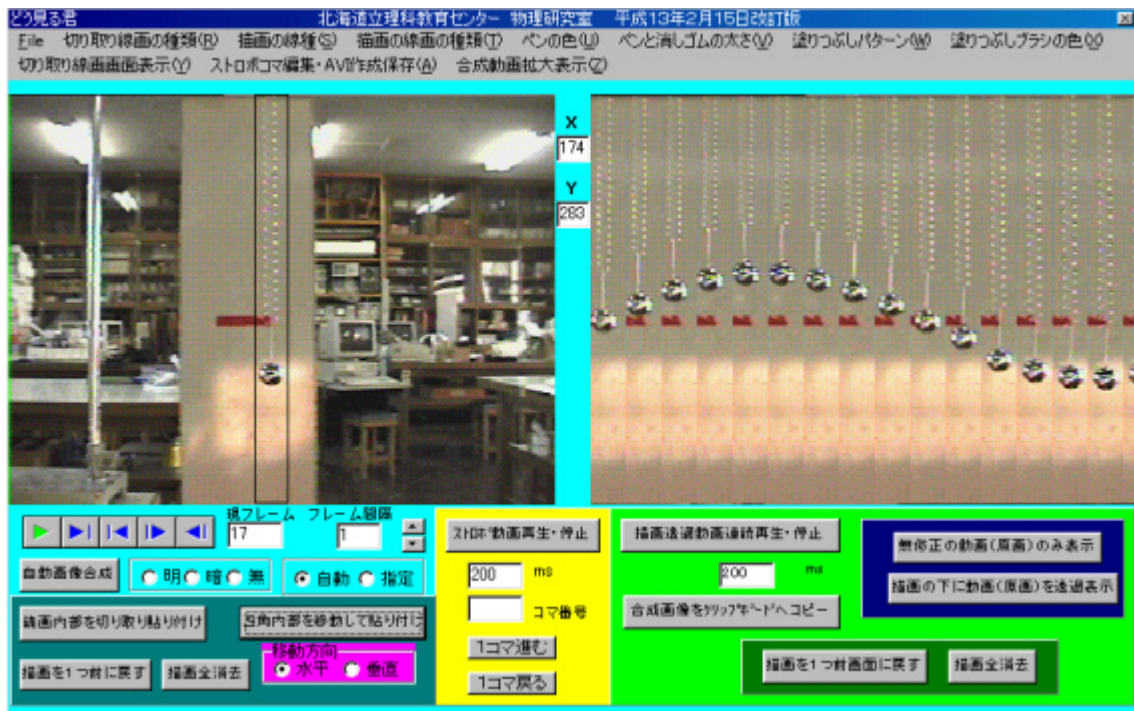 どう見る君 北海道立理科教育センター 物理研究室 平成13年2月15日改訂版
File 切り取り線画の種類(R) 描画の線種(S) 描画の線画の種類(T) ペンの色(U) ペンと消しゴムの太さ(V) 塗りつぶしパターン(W) 塗りつぶしブラシの色(X)
切り取り線画画面表示(Y) ストロボコマ編集・AVI作成保存(A) 合成動画拡大表示(Z)
X
174
Y
283
現フレーム フレーム間隔
17 1
自動画像合成 明 暗 無 自動 指定
線画内部を切り取り貼り付け 四角内部を移動して貼り付け
移動方向
水平 垂直
描画を1つ前に戻す 描画全消去
ストロボ動画再生・停止
200 ms
コマ番号
1コマ進む
1コマ戻る
描画透過動画連続再生・停止
200 ms
合成画像をクリップボードへコピー
無修正の動画(原画)のみ表示
描画の下に動画(原画)を透過表示
描画を1つ前画面に戻す 描画全消去